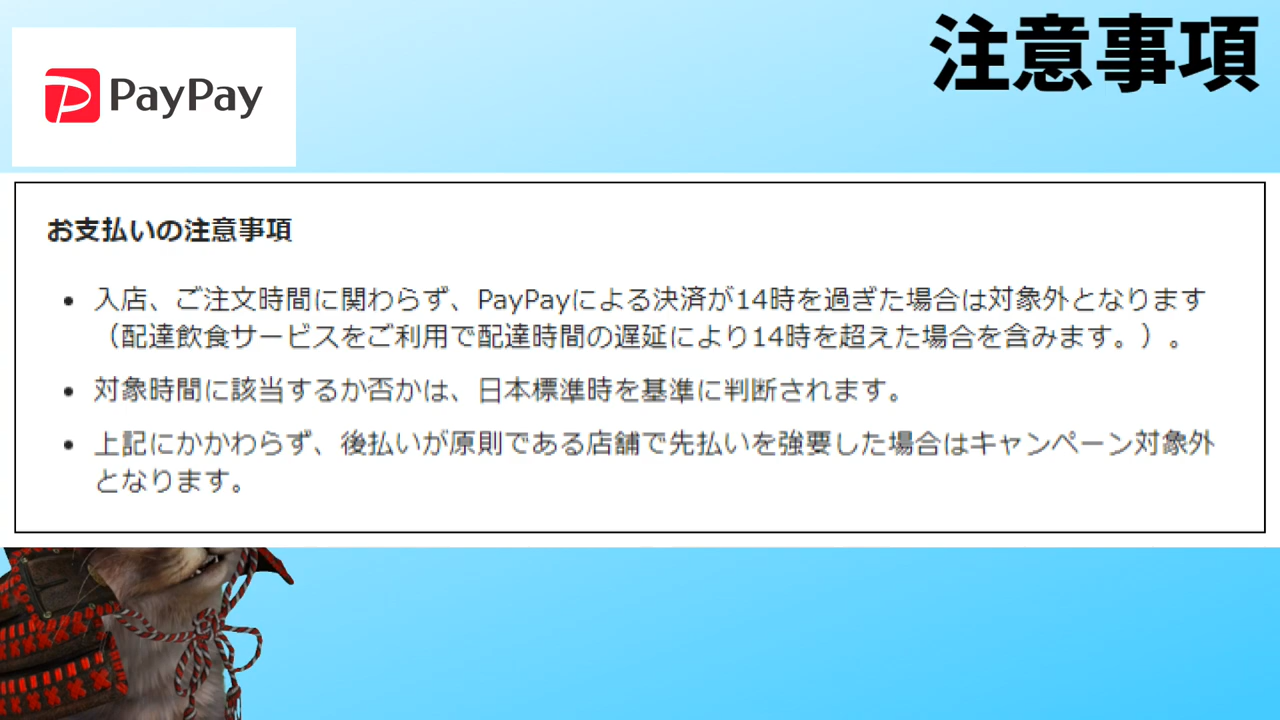 PayPay
注意事項
お支払いの注意事項
• 入店、ご注文時間に関わらず、PayPayによる決済が14時を過ぎた場合は対象外となります
（配達飲食サービスをご利用で配達時間の遅延により14時を超えた場合を含みます。）。
• 対象時間に該当するか否かは、日本標準時を基準に判断されます。
• 上記にかかわらず、後払いが原則である店舗で先払いを強要した場合はキャンペーン対象外
となります。